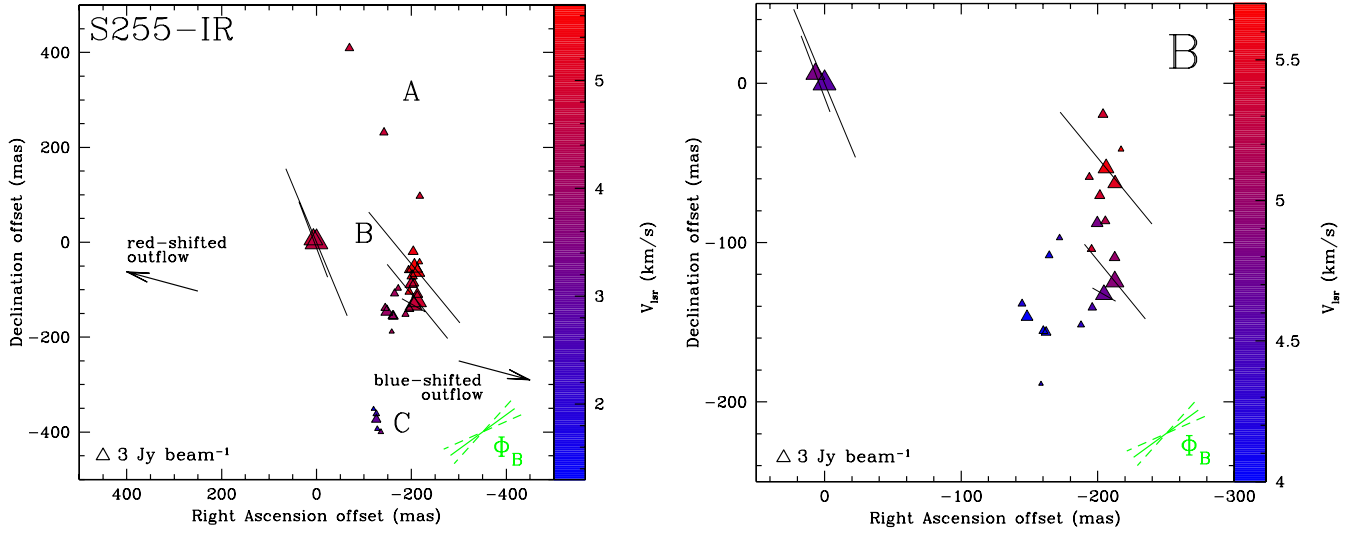 S255-IR
A
B
C
red-shifted
outflow
blue-shifted
outflow
Φ_B
3 Jy beam⁻¹
400
200
0
-200
-400
Declination offset (mas)
400 200 0 -200 -400
Right Ascension offset (mas)
5
4
3
2
V_lsr (km/s)
B
Φ_B
3 Jy beam⁻¹
0
-100
-200
Declination offset (mas)
0 -100 -200 -300
Right Ascension offset (mas)
5.5
5
4.5
4
V_lsr (km/s)